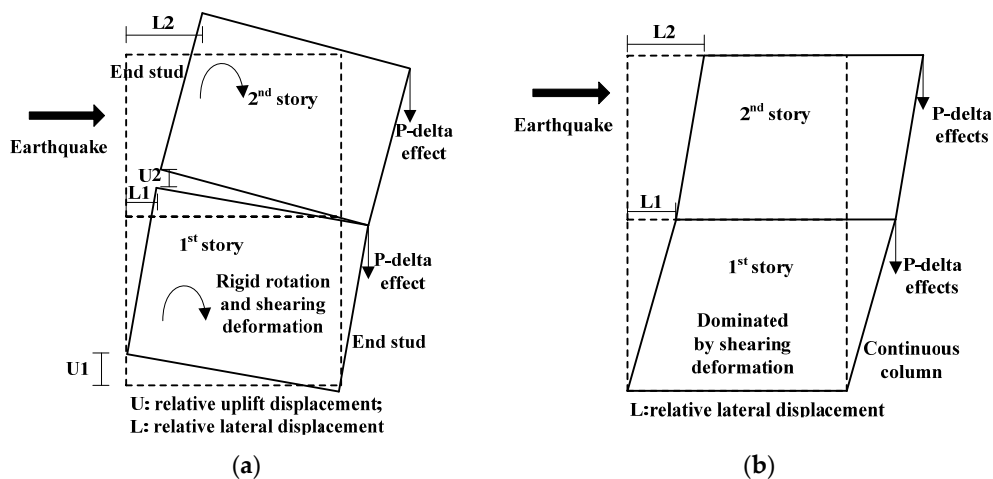 L2
End stud
2nd story
Earthquake
P-delta
effect
U2
L1
1st story
P-delta
effect
Rigid rotation
and shearing
deformation
End stud
U1
U: relative uplift displacement;
L: relative lateral displacement
(a)
L2
Earthquake
2nd story
P-delta
effects
L1
1st story
P-delta
effects
Dominated
by shearing
deformation
Continuous
column
L:relative lateral displacement
(b)